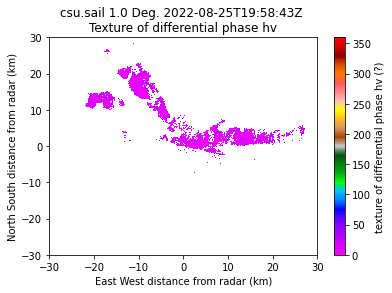 csu.sail 1.0 Deg. 2022-08-25T19:58:43Z
Texture of differential phase hv
North South distance from radar (km)
30
20
10
0
−10
−20
−30
−30 −20 −10 0 10 20 30
East West distance from radar (km)
350
300
250
200
150
100
50
0
texture of differential phase hv (?)